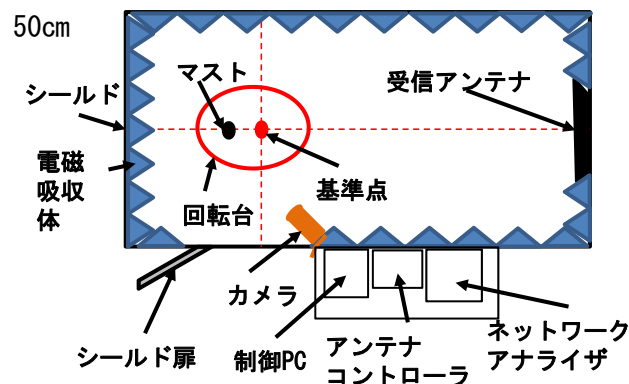 50cm
マスト
受信アンテナ
シールド
電磁
吸収
体
基準点
回転台
カメラ
シールド扉
制御PC
アンテナ
コントローラ
ネットワーク
アナライザ